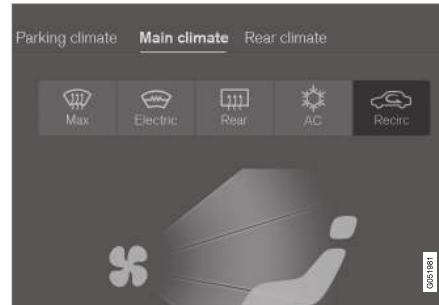 Parking climate Main climate Rear climate
Max Electric Rear AC Recirc
G051981